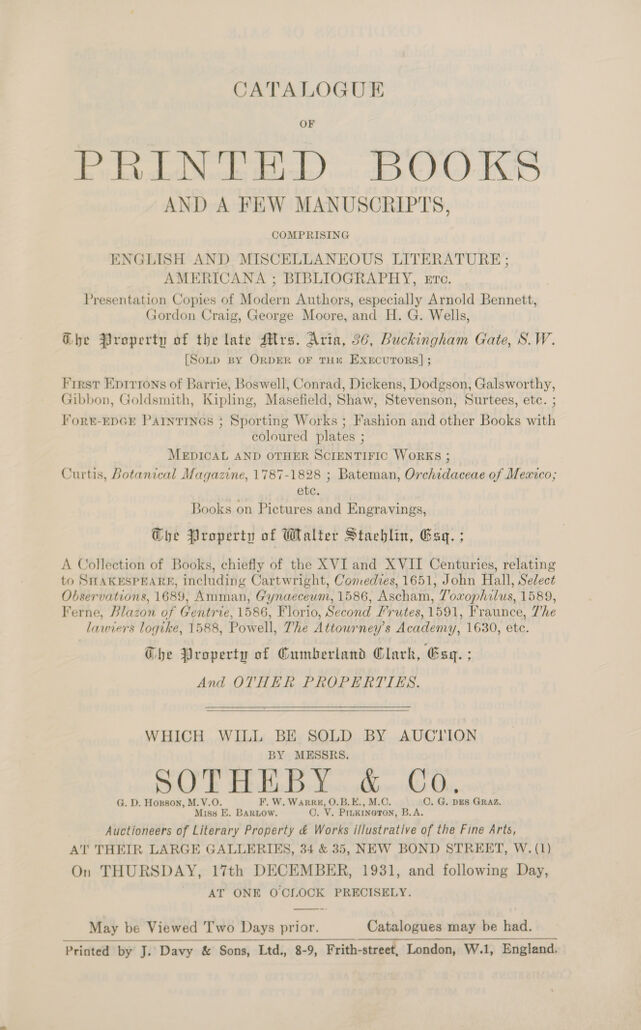 CATALOGUE
OF
PRINTED BOOKS
AND A FEW MANUSCRIPTS,
COMPRISING
ENGLISH AND MISCELLANEOUS LITERATURE;
AMERICANA; BIBLIOGRAPHY, ETC.
Presentation Copies of Modern Authors, especially Arnold Bennett,
Gordon Craig, George Moore, and H. G. Wells,
The Property of the late Mrs. Aria, 36, Buckingham Gate, S.W.
[SOLD BY ORDER OF THE EXECUTORS];
FIRST EDITIONS of Barrie, Boswell, Conrad, Dickens, Dodgson, Galsworthy,
Gibbon, Goldsmith, Kipling, Masefield, Shaw, Stevenson, Surtees, etc. ;
FORE-EDGE PAINTINGS ; Sporting Works ; Fashion and other Books with
coloured plates ;
MEDICAL AND OTHER SCIENTIFIC WORKS ;
Curtis, Botanical Magazine, 1787-1828 ; Bateman, Orchidaceae of Mexico;
etc.
Books on Pictures and Engravings,
The Property of Walter Staehlin, Esq. ;
A Collection of Books, chiefly of the XVI and XVII Centuries, relating
to SHAKESPEARE, including Cartwright, Comedies, 1651, John Hall, Select
Observations, 1689, Amman, Gynaeceum, 1586, Ascham, Toxophilus, 1589,
Ferne, Blazon of Gentrie, 1586, Florio, Second Frutes, 1591, Fraunce, The
lawiers logike, 1588, Powell, The Attourney's Academy, 1630, etc.
The Property of Cumberland Clark, Esq. ;
And OTHER PROPERTIES.
WHICH WILL BE SOLD BY AUCTION
BY MESSRS.
SOTHEBY & Co.
G. D. HOBSON, M.V.O. F. W. WARRE, O.B.E., M.C. C. G. DES GRAZ.
MISS E. BARLOW. C. V. PILKINGTON, B.A.
Auctioneers of Literary Property & Works illustrative of the Fine Arts,
AT THEIR LARGE GALLERIES, 34 & 35, NEW BOND STREET, W.(1)
On THURSDAY, 17th DECEMBER, 1931, and following Day,
AT ONE O'CLOCK PRECISELY.
May be Viewed Two Days prior. Catalogues may be had.
Printed by J. Davy & Sons, Ltd., 8-9, Frith-street, London, W.1, England.